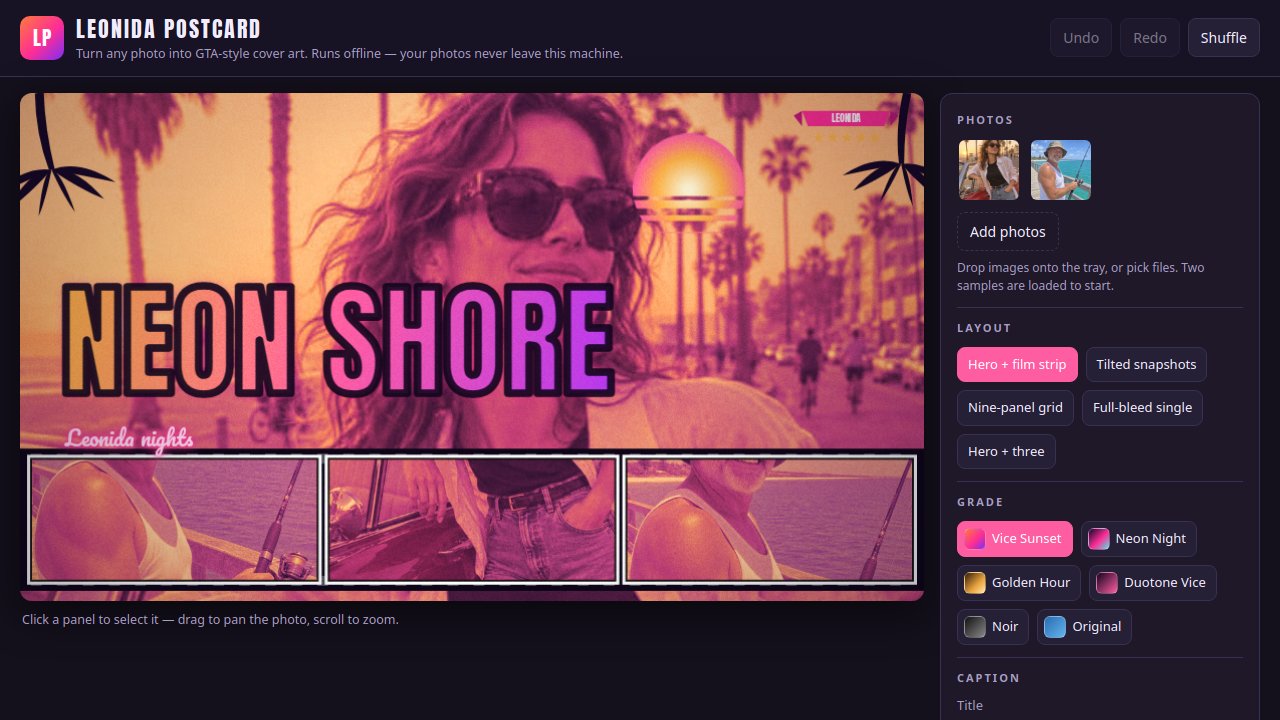 LP
LEONIDA POSTCARD
Turn any photo into GTA-style cover art. Runs offline — your photos never leave this machine.
Undo
Redo
Shuffle
LEONIDA
NEON SHORE
Leonida nights
Click a panel to select it — drag to pan the photo, scroll to zoom.
PHOTOS
Add photos
Drop images onto the tray, or pick files. Two
samples are loaded to start.
LAYOUT
Hero + film strip
Tilted snapshots
Nine-panel grid
Full-bleed single
Hero + three
GRADE
Vice Sunset
Neon Night
Golden Hour
Duotone Vice
Noir
Original
CAPTION
Title